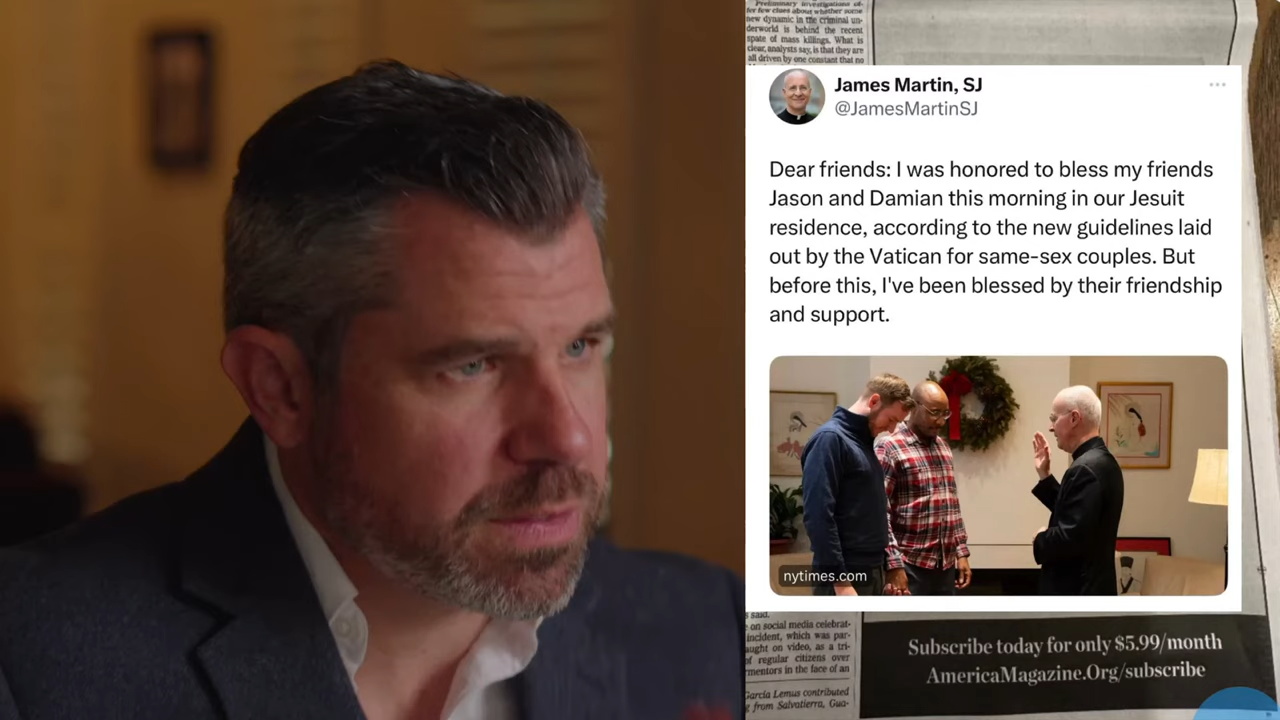 Preliminary investigations of-
fer few clues about whether some
new dynamic in the criminal un-
derworld is behind the recent
spate of mass killings. What is
clear, analysts say, is that they are
all driven by one constant that no
James Martin, SJ
@JamesMartinSJ
Dear friends: I was honored to bless my friends
Jason and Damian this morning in our Jesuit
residence, according to the new guidelines laid
out by the Vatican for same-sex couples. But
before this, I've been blessed by their friendship
and support.
nytimes.com
said.
on social media celebrat-
incident, which was par-
aught on video, as a tri-
of regular citizens over
mentors in the face of an
García Lemus contributed
g from Salvatierra, Gua-
Subscribe today for only $5.99/month
AmericaMagazine.Org/subscribe